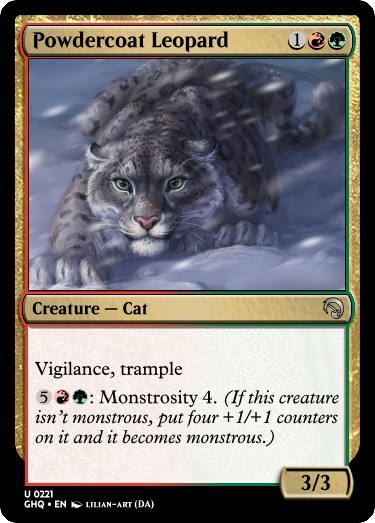 Powdercoat Leopard 1
Creature — Cat
Vigilance, trample
5: Monstrosity 4. (If this creature
isn't monstrous, put four +1/+1 counters
on it and it becomes monstrous.)
3/3
U 0221
GHQ • EN LILIAN-ART (DA)